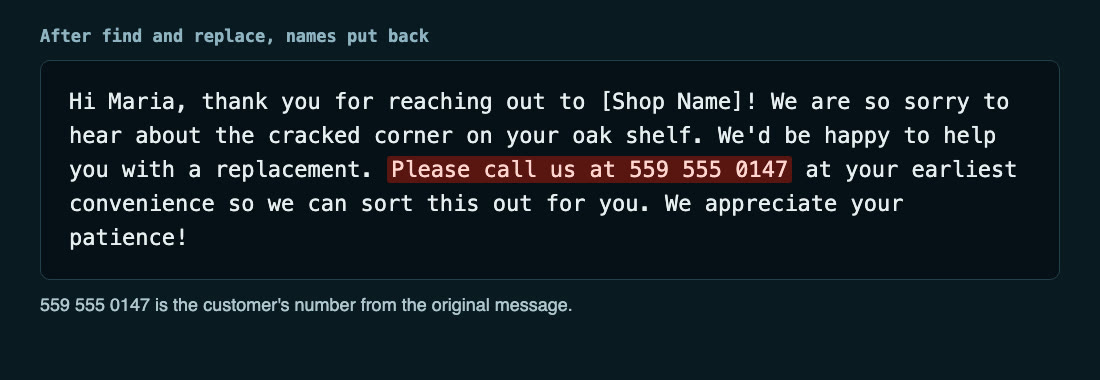 After find and replace, names put back
Hi Maria, thank you for reaching out to [Shop Name]! We are so sorry to
hear about the cracked corner on your oak shelf. We'd be happy to help
you with a replacement. Please call us at 559 555 0147 at your earliest
convenience so we can sort this out for you. We appreciate your
patience!
559 555 0147 is the customer's number from the original message.